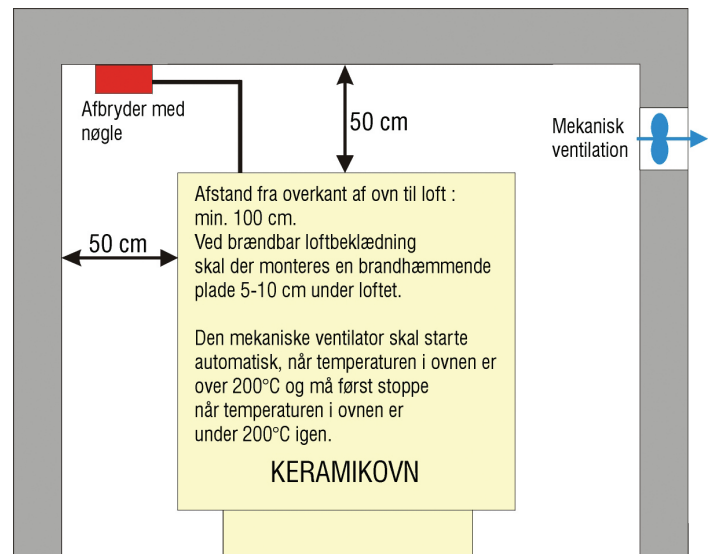 Afbryder med
nøgle
50 cm
Mekanisk
ventilation
50 cm
Afstand fra overkant af ovn til loft :
min. 100 cm.
Ved brændbar loftbeklædning
skal der monteres en brandhæmmende
plade 5-10 cm under loftet.
Den mekaniske ventilator skal starte
automatisk, når temperaturen i ovnen er
over 200°C og må først stoppe
når temperaturen i ovnen er
under 200°C igen.
KERAMIKOVN